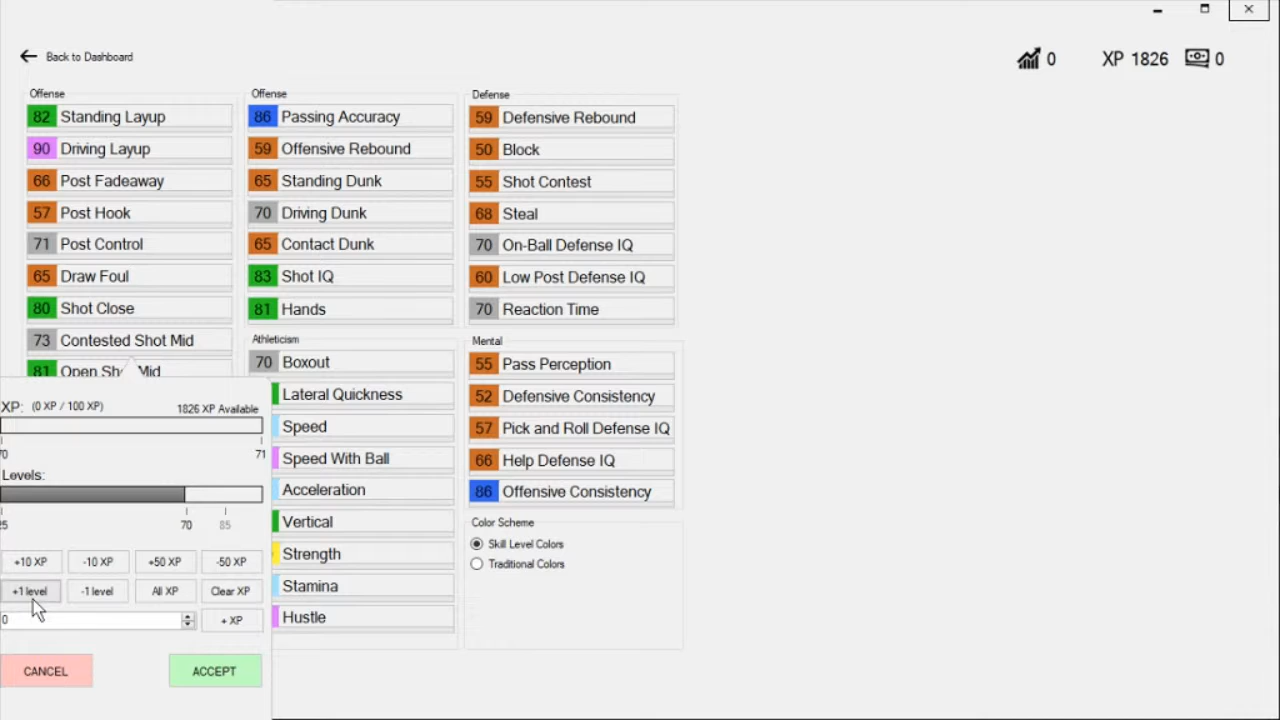 Back to Dashboard
0
XP 1826
0
Offense
82 Standing Layup
90 Driving Layup
66 Post Fadeaway
57 Post Hook
71 Post Control
65 Draw Foul
80 Shot Close
73 Contested Shot Mid
81 Open Sh Mid
Offense
86 Passing Accuracy
59 Offensive Rebound
65 Standing Dunk
70 Driving Dunk
65 Contact Dunk
83 Shot IQ
81 Hands
Athleticism
70 Boxout
Lateral Quickness
Speed
Speed With Ball
Acceleration
Vertical
Strength
Stamina
Hustle
Defense
59 Defensive Rebound
50 Block
55 Shot Contest
68 Steal
70 On-Ball Defense IQ
60 Low Post Defense IQ
70 Reaction Time
Mental
55 Pass Perception
52 Defensive Consistency
57 Pick and Roll Defense IQ
66 Help Defense IQ
86 Offensive Consistency
Color Scheme
Skill Level Colors
Traditional Colors
XP: (0 XP / 100 XP) 1826 XP Available
70 71
Levels:
25 70 85
+10 XP -10 XP +50 XP -50 XP
+1 level -1 level All XP Clear XP
0 + XP
CANCEL ACCEPT